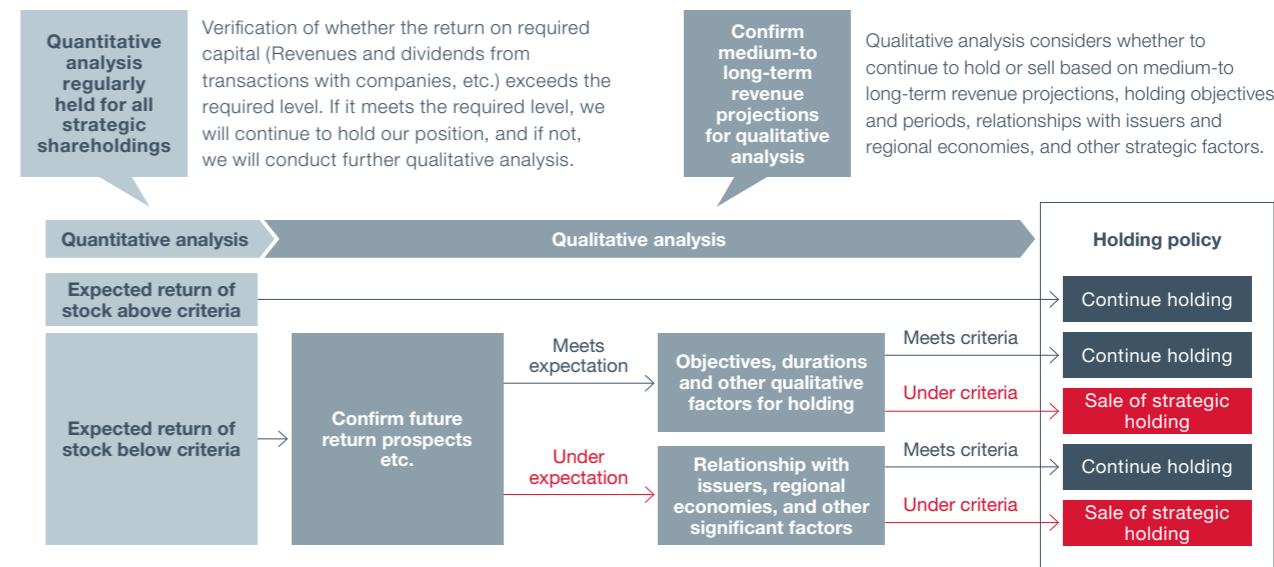 Quantitative
analysis
regularly
held for all
strategic
shareholdings
Verification of whether the return on required
capital (Revenues and dividends from
transactions with companies, etc.) exceeds the
required level. If it meets the required level, we
will continue to hold our position, and if not,
we will conduct further qualitative analysis.
Confirm
medium-to
long-term
revenue
projections
for qualitative
analysis
Qualitative analysis considers whether to
continue to hold or sell based on medium-to
long-term revenue projections, holding objectives
and periods, relationships with issuers and
regional economies, and other strategic factors.
Quantitative analysis
Qualitative analysis
Holding policy
Expected return of
stock above criteria
Continue holding
Expected return of
stock below criteria
Confirm future
return prospects
etc.
Meets
expectation
Objectives, durations
and other qualitative
factors for holding
Meets criteria
Continue holding
Under criteria
Sale of strategic
holding
Under
expectation
Relationship with
issuers, regional
economies, and other
significant factors
Meets criteria
Continue holding
Under criteria
Sale of strategic
holding